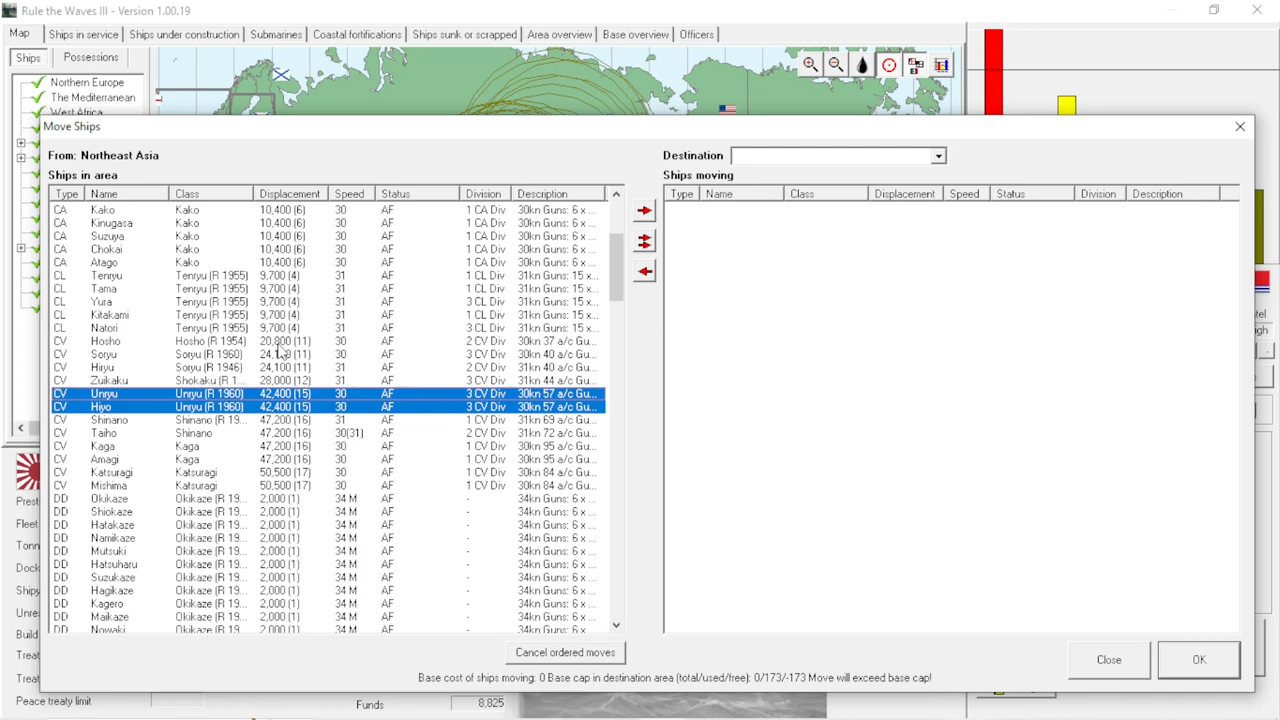 Rule the Waves III - Version 1.00.19
Map Ships in service Ships under construction Submarines Coastal fortifications Ships sunk or scrapped Area overview Base overview Officers
Ships Possessions
Northern Europe
The Mediterranean
West Africa
Move Ships
From: Northeast Asia
Destination
Ships in area
Ships moving
Type Name Class Displacement Speed Status Division Description
Type Name Class Displacement Speed Status Division Description
CA Kako Kako 10,400 (6) 30 AF 1 CA Div 30kn Guns: 6 x ...
CA Kinugasa Kako 10,400 (6) 30 AF 1 CA Div 30kn Guns: 6 x ...
CA Suzuya Kako 10,400 (6) 30 AF 1 CA Div 30kn Guns: 6 x ...
CA Chokai Kako 10,400 (6) 30 AF 1 CA Div 30kn Guns: 6 x ...
CA Atago Kako 10,400 (6) 30 AF 1 CA Div 30kn Guns: 6 x ...
CL Tenryu Tenryu (R 1955) 9,700 (4) 31 AF 1 CL Div 31kn Guns: 15 x...
CL Tama Tenryu (R 1955) 9,700 (4) 31 AF 1 CL Div 31kn Guns: 15 x...
CL Yura Tenryu (R 1955) 9,700 (4) 31 AF 3 CL Div 31kn Guns: 15 x...
CL Kitakami Tenryu (R 1955) 9,700 (4) 31 AF 1 CL Div 31kn Guns: 15 x...
CL Natori Tenryu (R 1955) 9,700 (4) 31 AF 3 CL Div 31kn Guns: 15 x...
CV Hosho Hosho (R 1954) 20,800 (11) 30 AF 2 CV Div 30kn 37 a/c Gu...
CV Soryu Soryu (R 1960) (11) 30 AF 3 CV Div 30kn 40 a/c Gu...
CV Hiryu Soryu (R 1946) 24,100 (11) 31 AF 2 CV Div 31kn 40 a/c Gu...
CV Zuikaku Shokaku (R 1... 28,000 (12) 31 AF 3 CV Div 31kn 44 a/c Gu...
CV Unryu Unryu (R 1960) 42,400 (15) 30 AF 3 CV Div 30kn 57 a/c Gu...
CV Hiyo Unryu (R 1960) 42,400 (15) 30 AF 3 CV Div 30kn 57 a/c Gu...
CV Shinano Shinano (R 19... 47,200 (16) 31 AF 1 CV Div 31kn 69 a/c Gu...
CV Taiho Shinano 47,200 (16) 30(31) AF 2 CV Div 31kn 72 a/c Gu...
CV Kaga Kaga 47,200 (16) 30 AF 1 CV Div 30kn 95 a/c Gu...
CV Amagi Kaga 47,200 (16) 30 AF 1 CV Div 30kn 95 a/c Gu...
CV Katsuragi Katsuragi 50,500 (17) 30 AF 1 CV Div 30kn 84 a/c Gu...
CV Mishima Katsuragi 50,500 (17) 30 AF 1 CV Div 30kn 84 a/c Gu...
DD Okikaze Okikaze (R 19... 2,000 (1) 34 M AF - 34kn Guns: 6 x ...
DD Shiokaze Okikaze (R 19... 2,000 (1) 34 M AF - 34kn Guns: 6 x ...
DD Hatakaze Okikaze (R 19... 2,000 (1) 34 M AF - 34kn Guns: 6 x ...
DD Namikaze Okikaze (R 19... 2,000 (1) 34 M AF - 34kn Guns: 6 x ...
DD Mutsuki Okikaze (R 19... 2,000 (1) 34 M AF - 34kn Guns: 6 x ...
DD Hatsuharu Okikaze (R 19... 2,000 (1) 34 M AF - 34kn Guns: 6 x ...
DD Suzukaze Okikaze (R 19... 2,000 (1) 34 M AF - 34kn Guns: 6 x ...
DD Hagikaze Okikaze (R 19... 2,000 (1) 34 M AF - 34kn Guns: 6 x ...
DD Kagero Okikaze (R 19... 2,000 (1) 34 M AF - 34kn Guns: 6 x ...
DD Maikaze Okikaze (R 19... 2,000 (1) 34 M AF - 34kn Guns: 6 x ...
DD Nowaki Okikaze (R 19... 2,000 (1) 34 M AF - 34kn Guns: 6 x ...
Cancel ordered moves
Close
OK
Base cost of ships moving: 0 Base cap in destination area (total/used/free): 0/173/-173 Move will exceed base cap!
Peace treaty limit
Funds 8,825